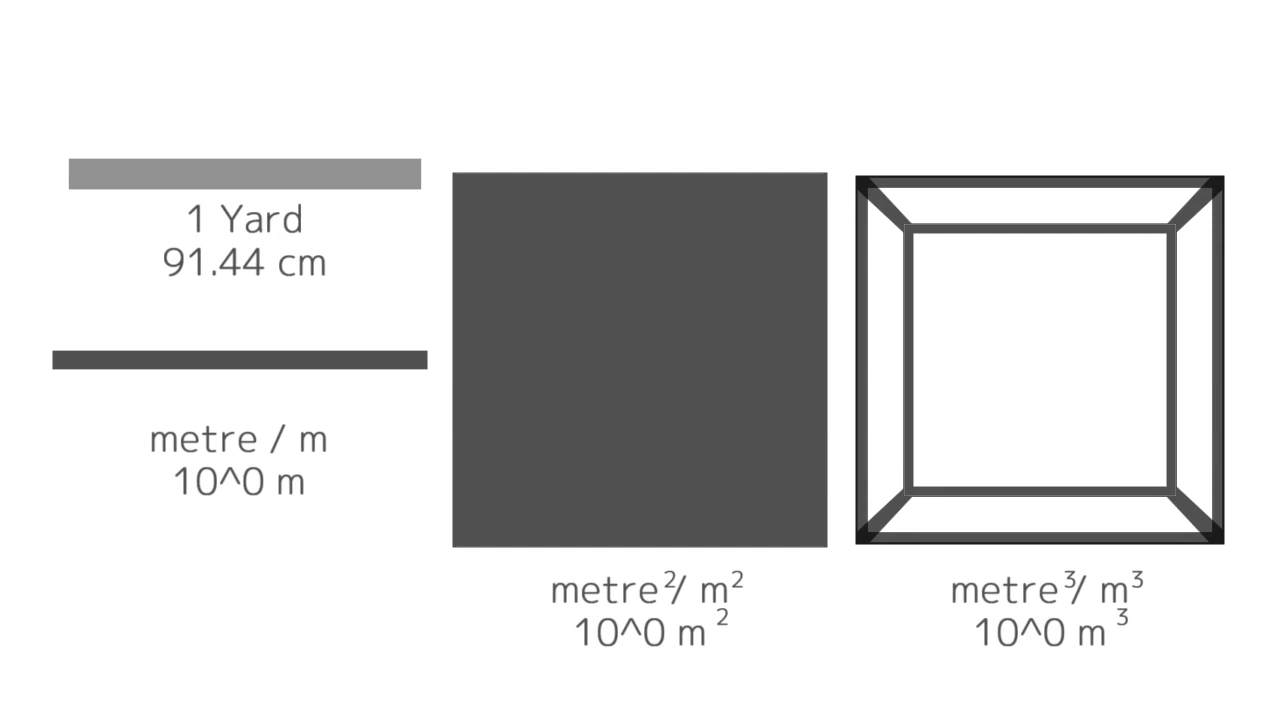 1 Yard
91.44 cm
metre / m
10^0 m
metre²/ m²
10^0 m ²
metre³/ m³
10^0 m ³